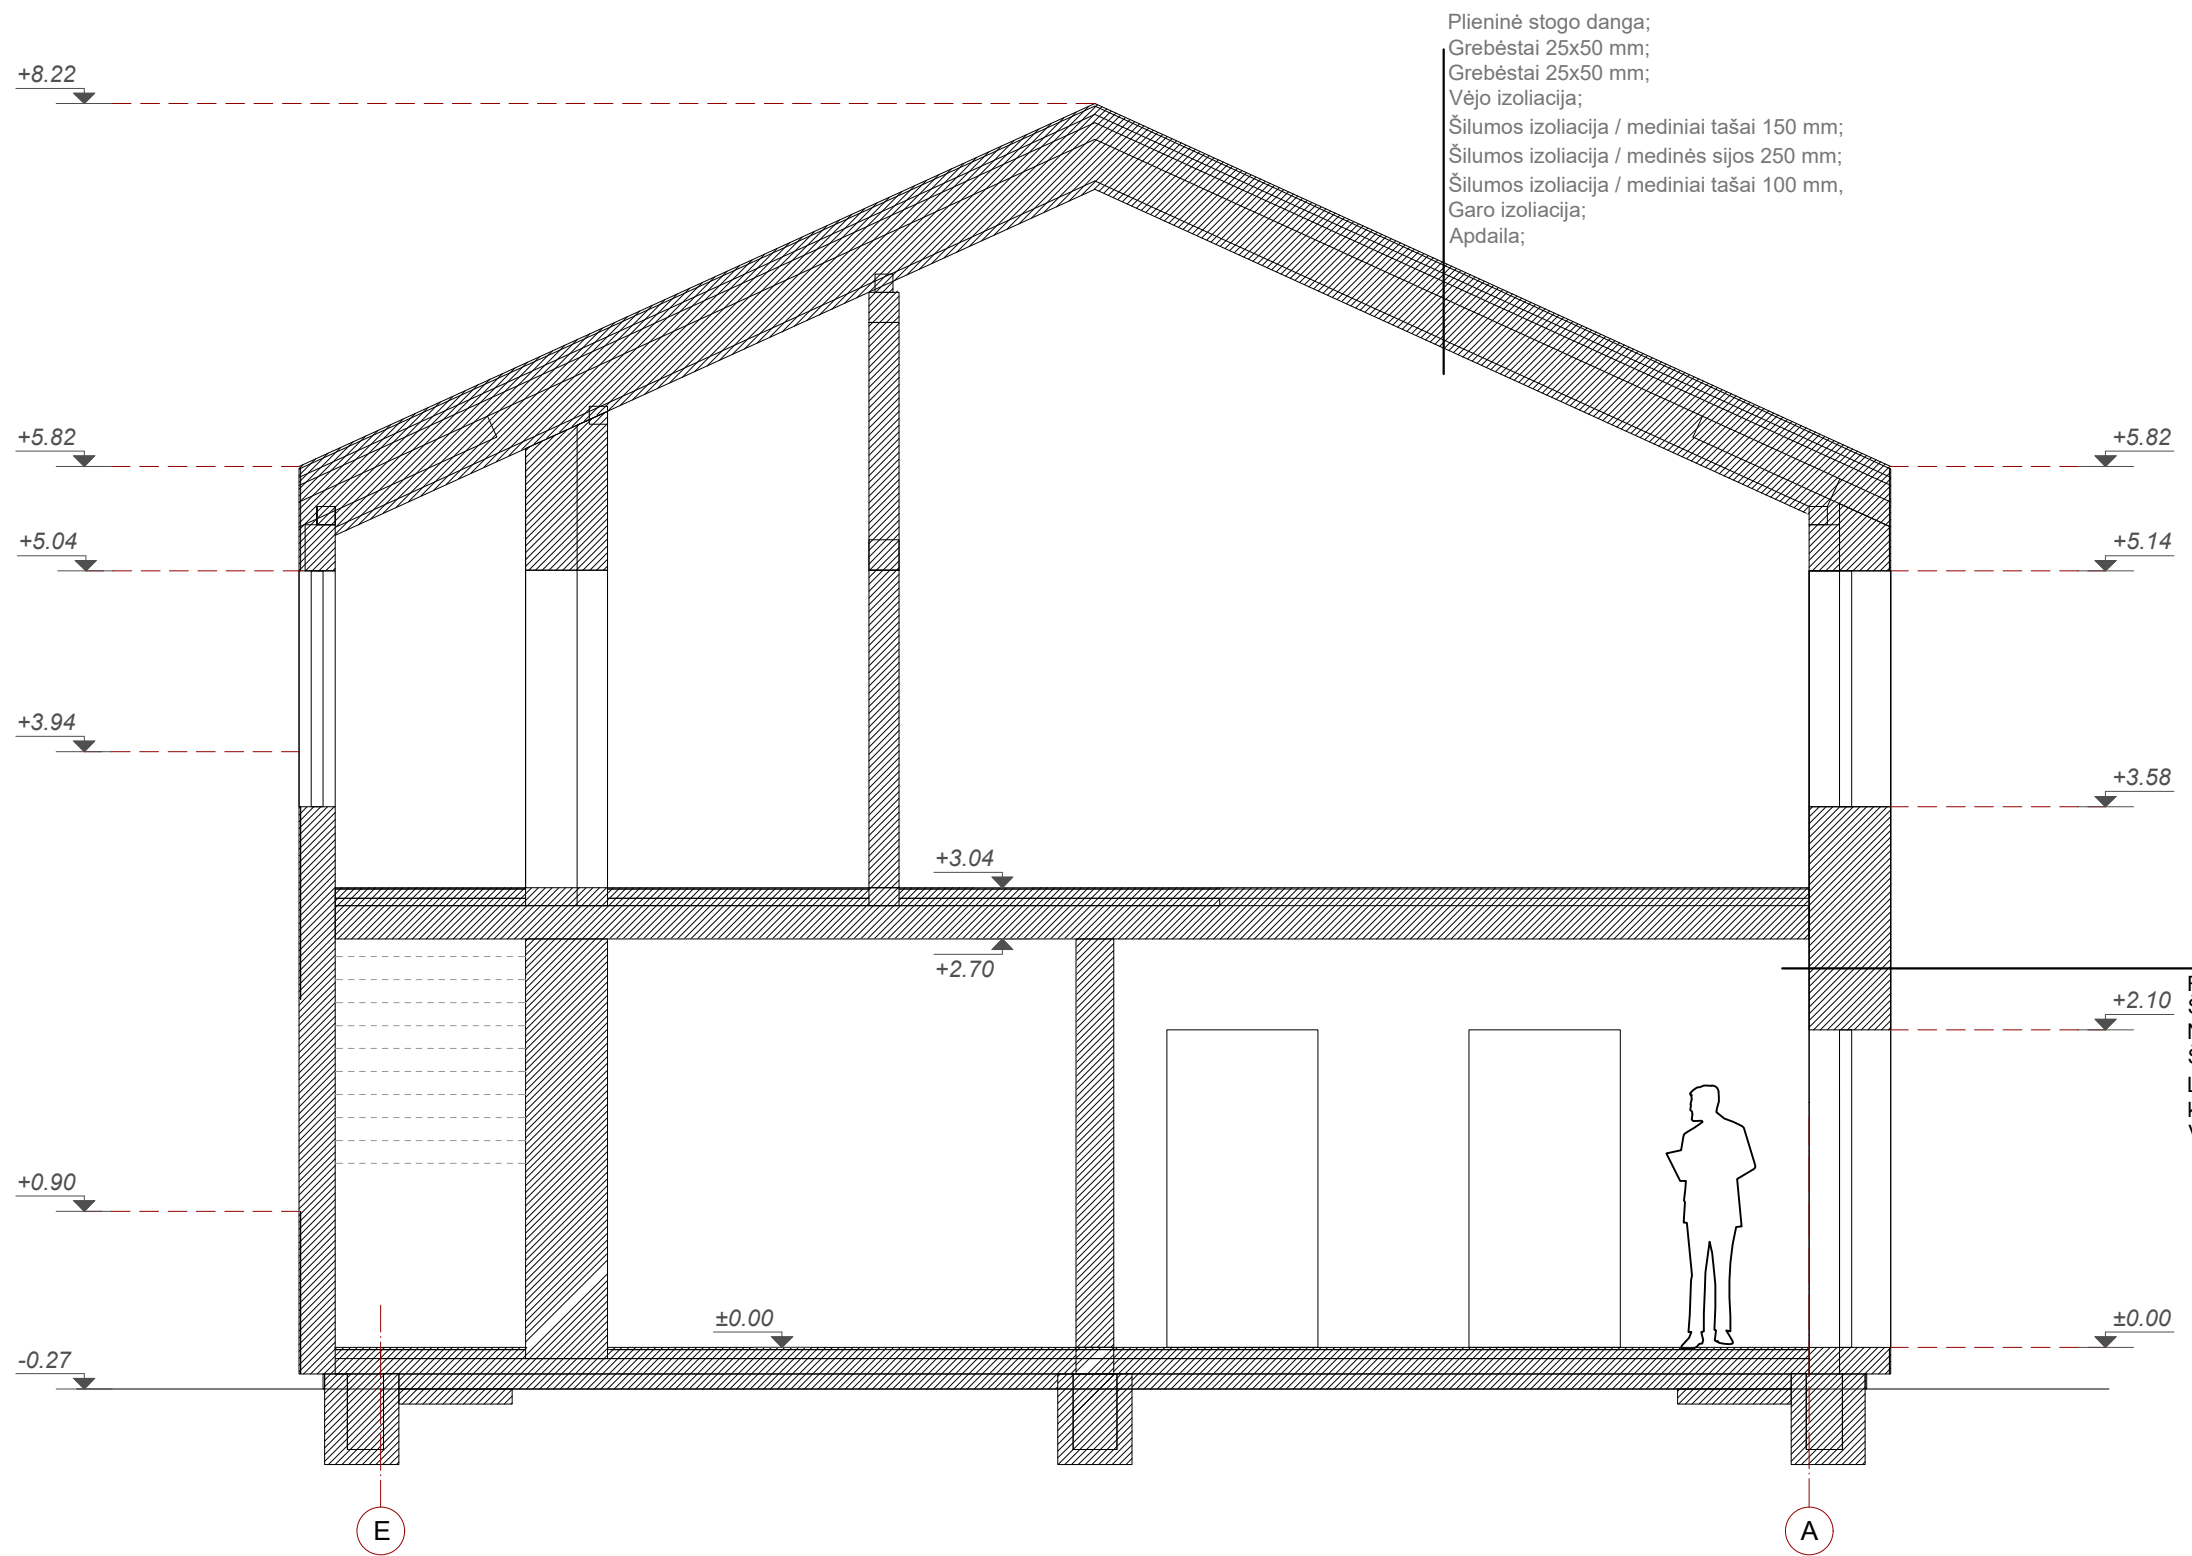 Plieninė stogo danga;
Grebėstai 25x50 mm;
Grebėstai 25x50 mm;
Vėjo izoliacija;
Šilumos izoliacija / mediniai tašai 150 mm;
Šilumos izoliacija / medinės sijos 250 mm;
Šilumos izoliacija / mediniai tašai 100 mm,
Garo izoliacija;
Apdaila;
+8.22
+5.82
+5.82
+5.04
+5.14
+3.94
+3.58
+3.04
+2.70
+2.10
+0.90
±0.00
±0.00
-0.27
E
A